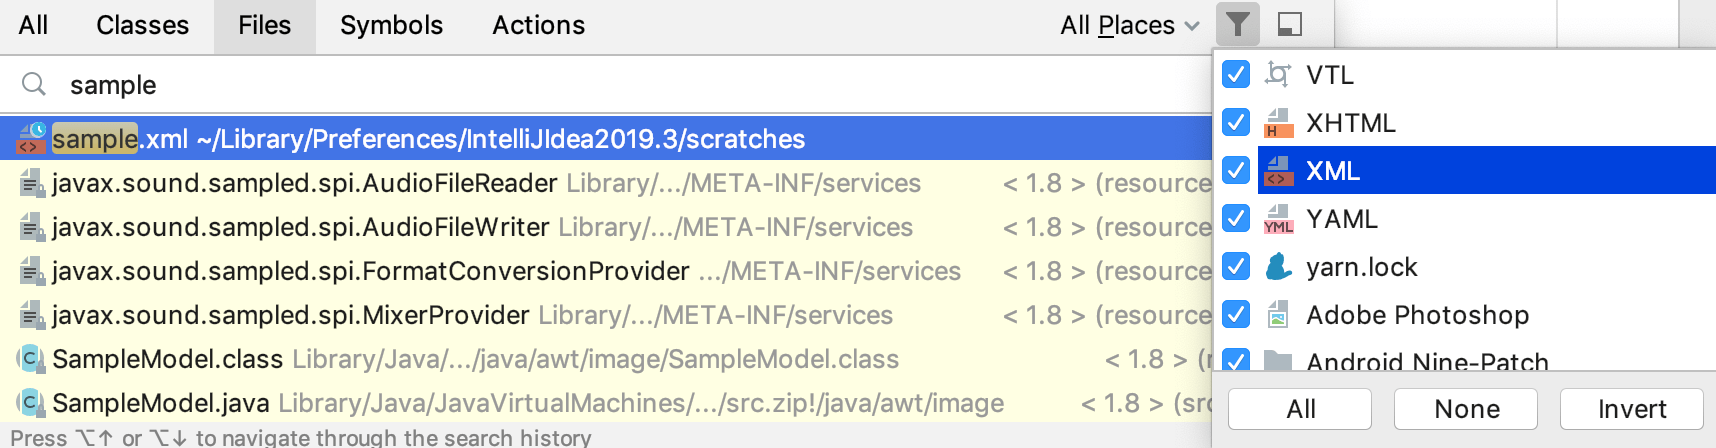 All Classes Files Symbols Actions All Places
sample
sample.xml ~/Library/Preferences/IntelliJIdea2019.3/scratches
javax.sound.sampled.spi.AudioFileReader Library/.../META-INF/services < 1.8 > (resource
javax.sound.sampled.spi.AudioFileWriter Library/.../META-INF/services < 1.8 > (resource
javax.sound.sampled.spi.FormatConversionProvider .../META-INF/services < 1.8 > (resource
javax.sound.sampled.spi.MixerProvider Library/.../META-INF/services < 1.8 > (resource
SampleModel.class Library/Java/.../java/awt/image/SampleModel.class < 1.8 > (r
SampleModel.java Library/Java/JavaVirtualMachines/.../src.zip!/java/awt/image < 1.8 > (src
Press ⌥↑ or ⌥↓ to navigate through the search history
VTL
H XHTML
<> XML
YML YAML
yarn.lock
Adobe Photoshop
Android Nine-Patch
All None Invert